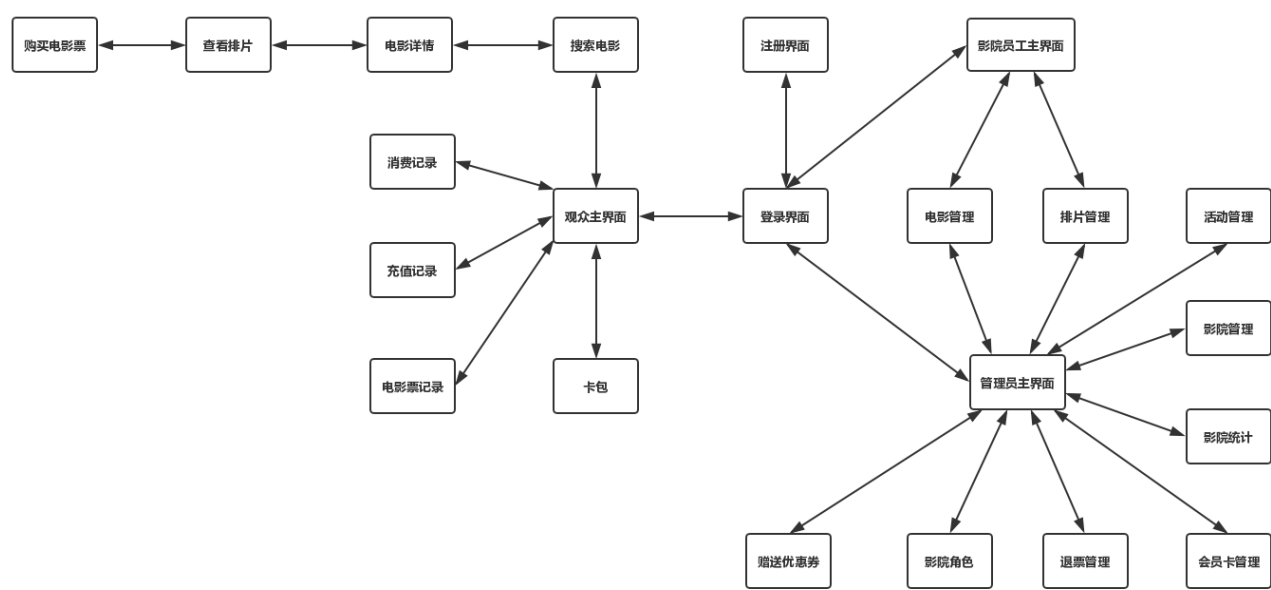 购买电影票
查看排片
电影详情
搜索电影
注册界面
影院员工主界面
消费记录
观众主界面
登录界面
电影管理
排片管理
活动管理
充值记录
影院管理
电影票记录
卡包
管理员主界面
影院统计
赠送优惠券
影院角色
退票管理
会员卡管理